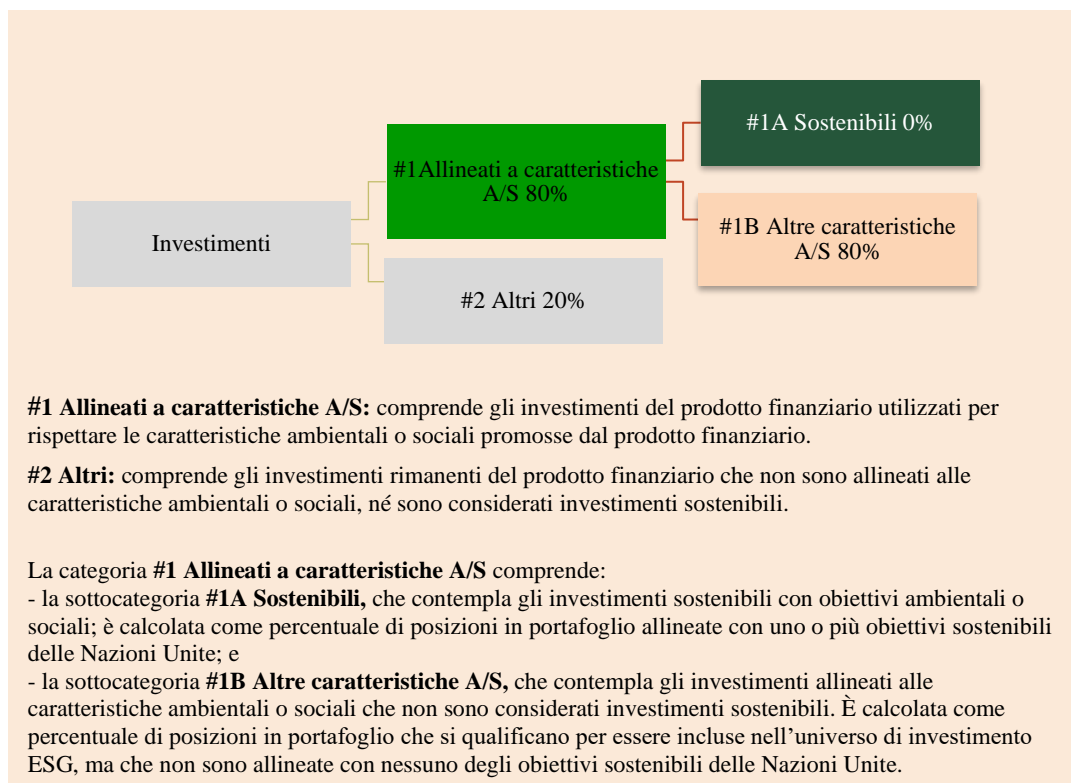 #1A Sostenibili 0%
#1Allineati a caratteristiche
A/S 80%
#1B Altre caratteristiche
A/S 80%
Investimenti
#2 Altri 20%
#1 Allineati a caratteristiche A/S: comprende gli investimenti del prodotto finanziario utilizzati per
rispettare le caratteristiche ambientali o sociali promosse dal prodotto finanziario.
#2 Altri: comprende gli investimenti rimanenti del prodotto finanziario che non sono allineati alle
caratteristiche ambientali o sociali, né sono considerati investimenti sostenibili.
La categoria #1 Allineati a caratteristiche A/S comprende:
- la sottocategoria #1A Sostenibili, che contempla gli investimenti sostenibili con obiettivi ambientali o
sociali; è calcolata come percentuale di posizioni in portafoglio allineate con uno o più obiettivi sostenibili
delle Nazioni Unite; e
- la sottocategoria #1B Altre caratteristiche A/S, che contempla gli investimenti allineati alle
caratteristiche ambientali o sociali che non sono considerati investimenti sostenibili. È calcolata come
percentuale di posizioni in portafoglio che si qualificano per essere incluse nell’universo di investimento
ESG, ma che non sono allineate con nessuno degli obiettivi sostenibili delle Nazioni Unite.